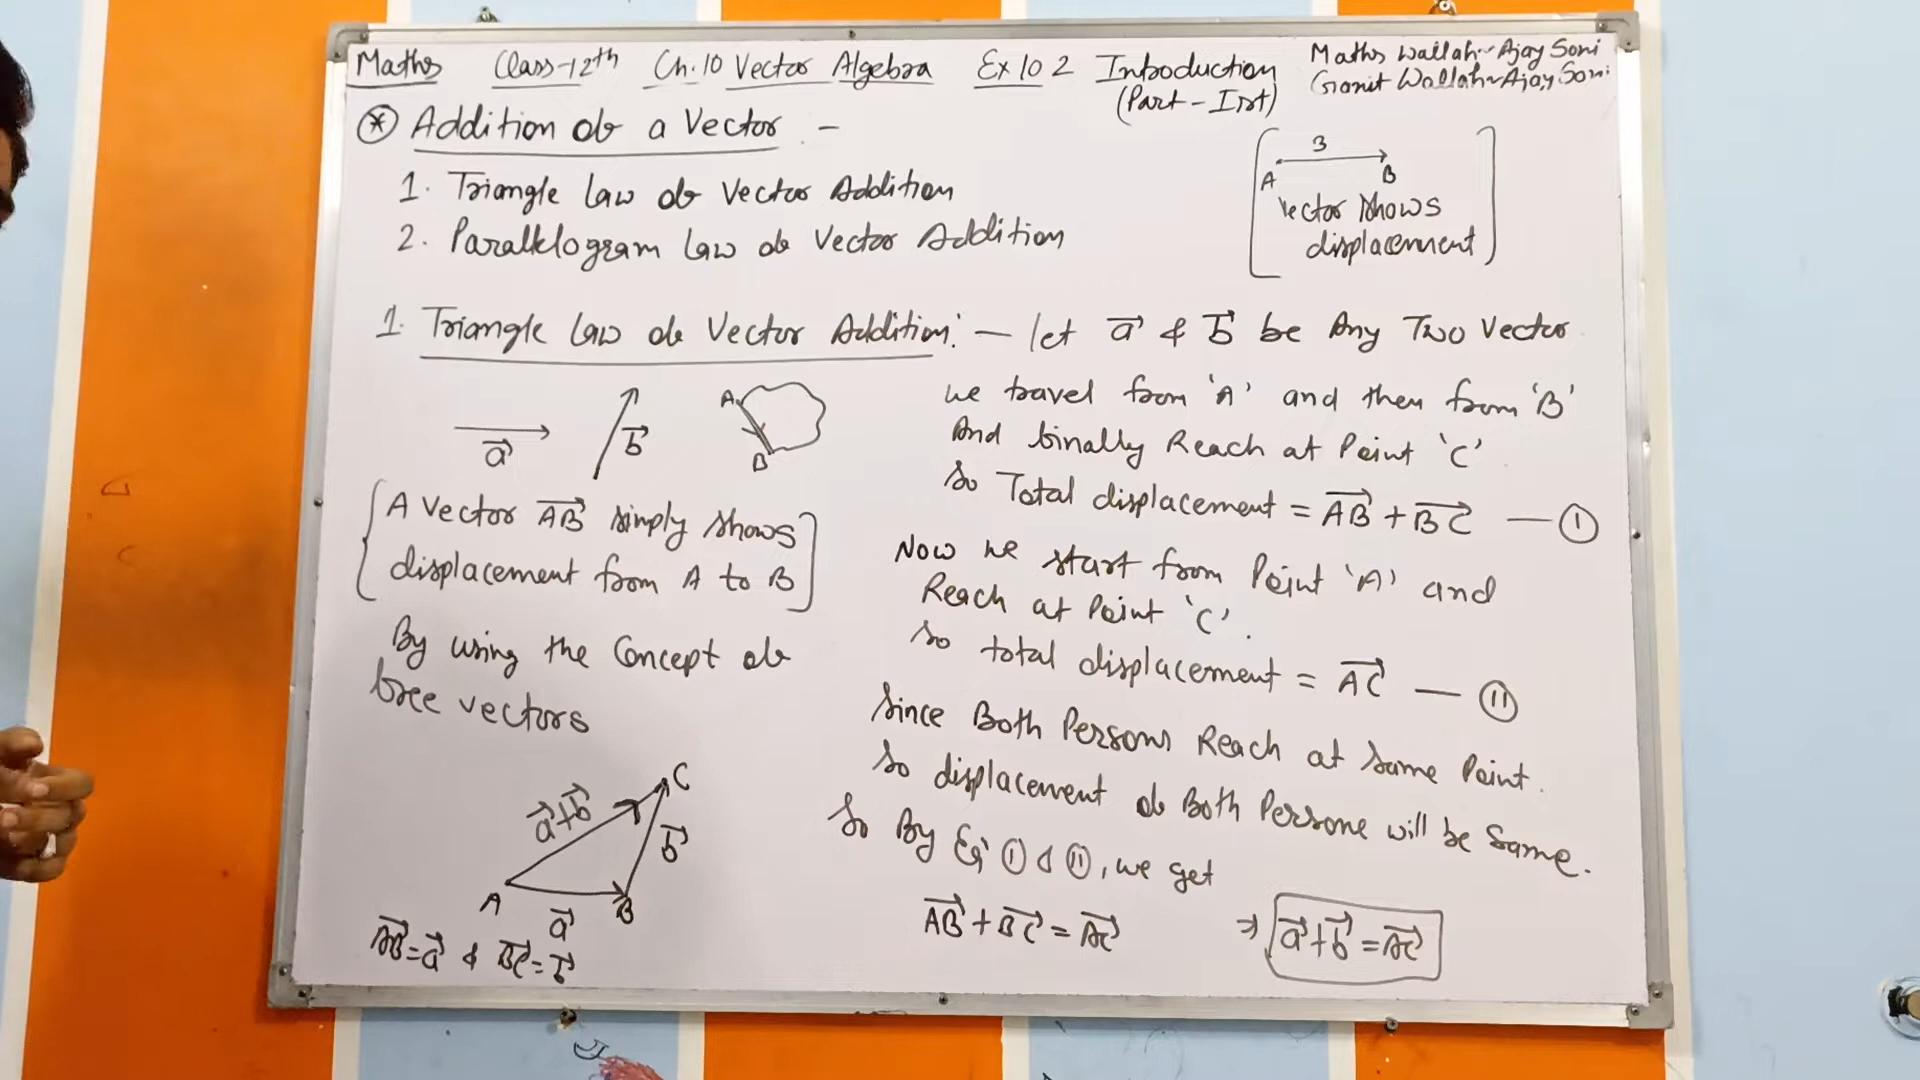 Maths Class-12th Ch.10 Vector Algebra Ex 10 2 Introduction
(Part-Ist)
Maths Wallah~Ajay Soni
Ganit Wallah~Ajay Soni
* Addition of a Vector -
1. Triangle Law of Vector Addition
2. Parallelogram Law of Vector Addition
3
A B
Vector shows
displacement
1. Triangle Law of Vector Addition:- let a⃗ & b⃗ be Any Two Vector
a⃗ b⃗ A B
{A Vector AB⃗ simply shows
displacement from A to B]
By using the Concept of
free vectors
C
a⃗+b⃗
b⃗
A a⃗ B
AB⃗=a⃗ & BC⃗=b⃗
We travel from 'A' and then from 'B'
And finally Reach at Point 'C'
So Total displacement = AB⃗ + BC⃗ — (I)
Now we start from Point 'A' and
Reach at Point 'C'.
So total displacement = AC⃗ — (II)
Since Both Persons Reach at Same Point.
So displacement of Both Persone will be Same.
So By Eqⁿ (I) & (II), we get
AB⃗ + BC⃗ = AC⃗ ⇒ a⃗+b⃗ = AC⃗